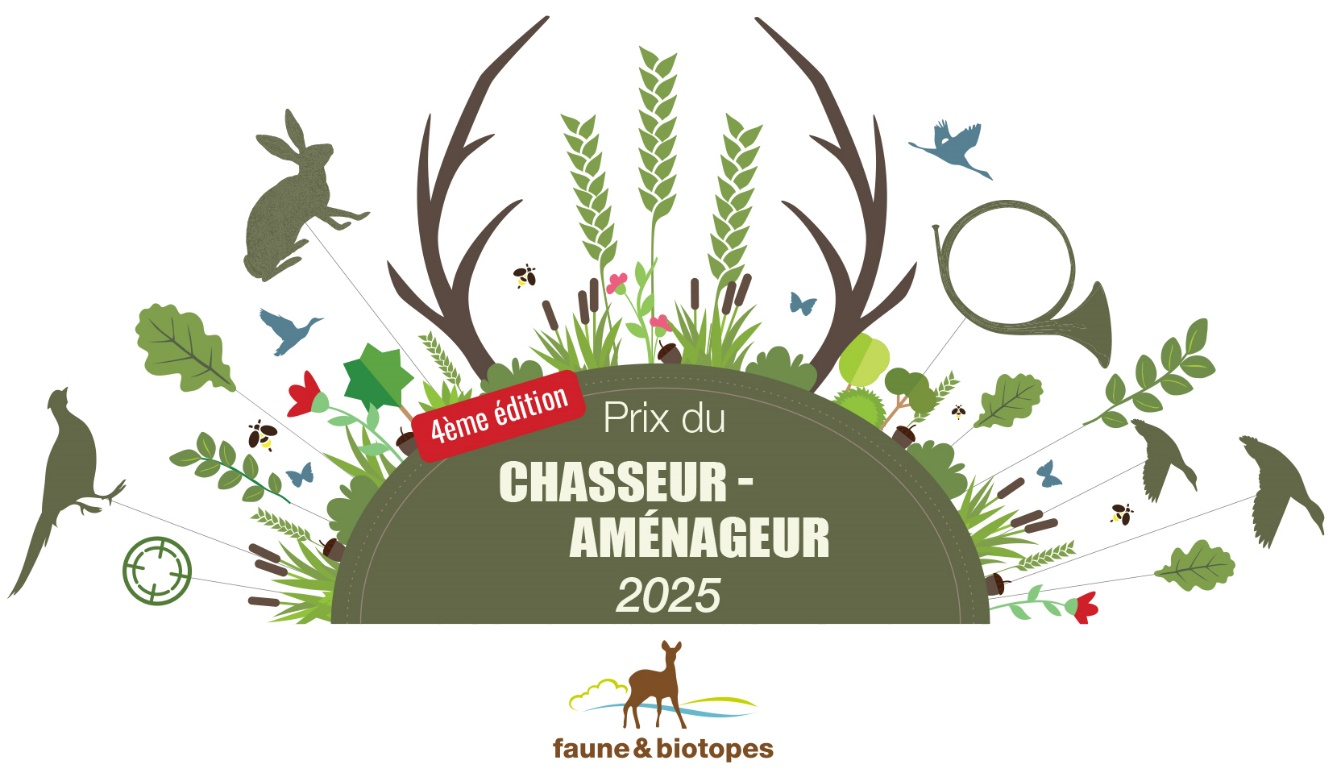 4ème édition
Prix du
CHASSEUR -
AMÉNAGEUR
2025
faune & biotopes